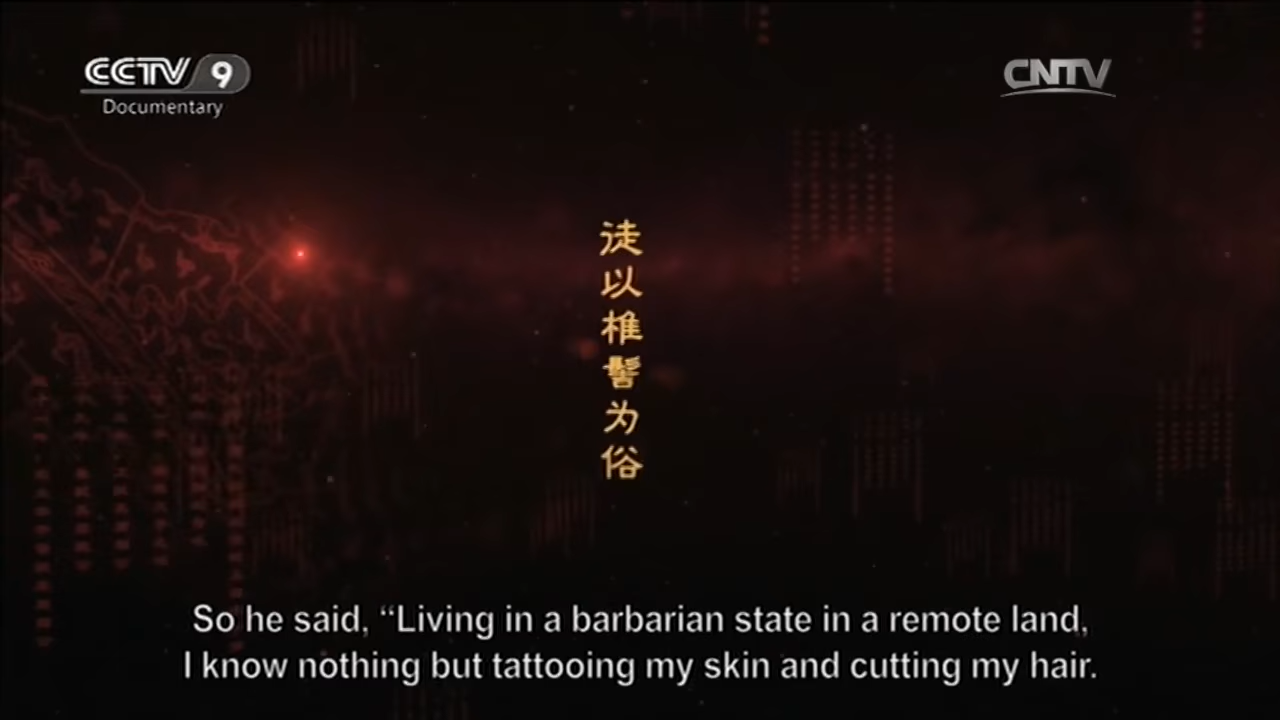 CCTV 9
Documentary
CNTV
徒以椎髻为俗
So he said, “Living in a barbarian state in a remote land,
I know nothing but tattooing my skin and cutting my hair.